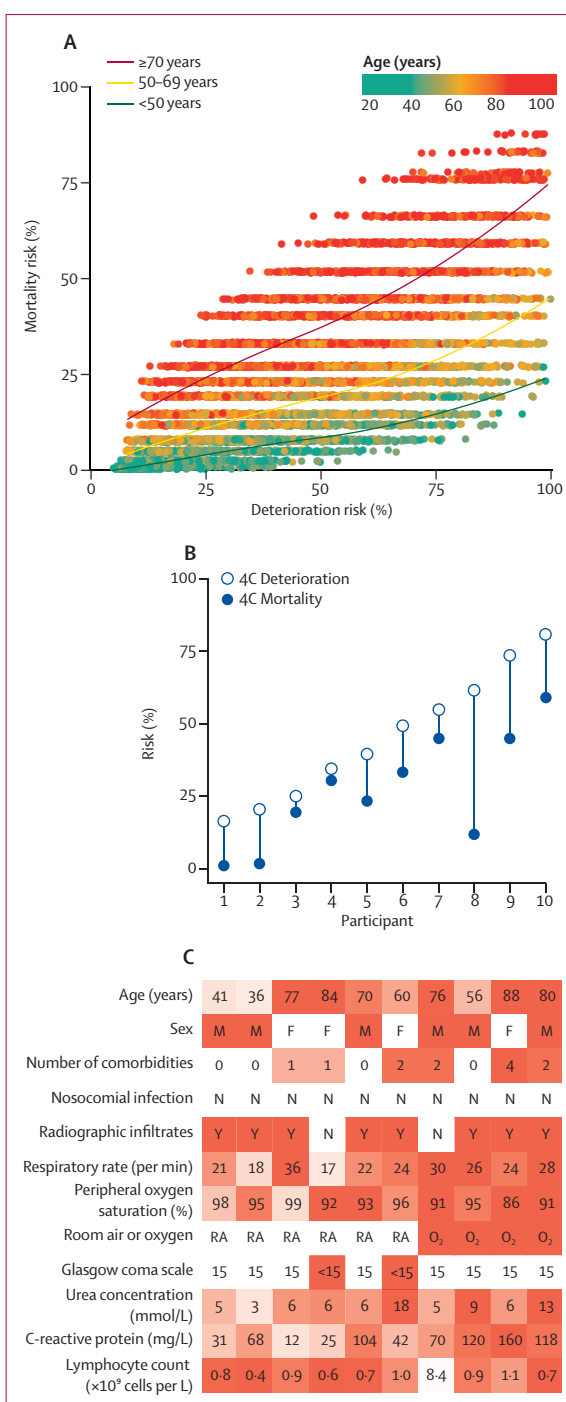 A
≥70 years
50–69 years
<50 years
Age (years)
20 40 60 80 100
100
75
50
25
0
Mortality risk (%)
0 25 50 75 100
Deterioration risk (%)
B
4C Deterioration
4C Mortality
100
75
50
25
0
Risk (%)
1 2 3 4 5 6 7 8 9 10
Participant
C
Age (years) 41 36 77 84 70 60 76 56 88 80
Sex M M F F M F M M F M
Number of comorbidities 0 0 1 1 0 2 2 0 4 2
Nosocomial infection N N N N N N N N N N
Radiographic infiltrates Y Y Y N Y Y N Y Y Y
Respiratory rate (per min) 21 18 36 17 22 24 30 26 24 28
Peripheral oxygen
saturation (%) 98 95 99 92 93 96 91 95 86 91
Room air or oxygen RA RA RA RA RA RA O₂ O₂ O₂ O₂
Glasgow coma scale 15 15 15 <15 15 <15 15 15 15 15
Urea concentration
(mmol/L) 5 3 6 6 6 18 5 9 6 13
C-reactive protein (mg/L) 31 68 12 25 104 42 70 120 160 118
Lymphocyte count
(×10⁹ cells per L) 0·8 0·4 0·9 0·6 0·7 1·0 8·4 0·9 1·1 0·7